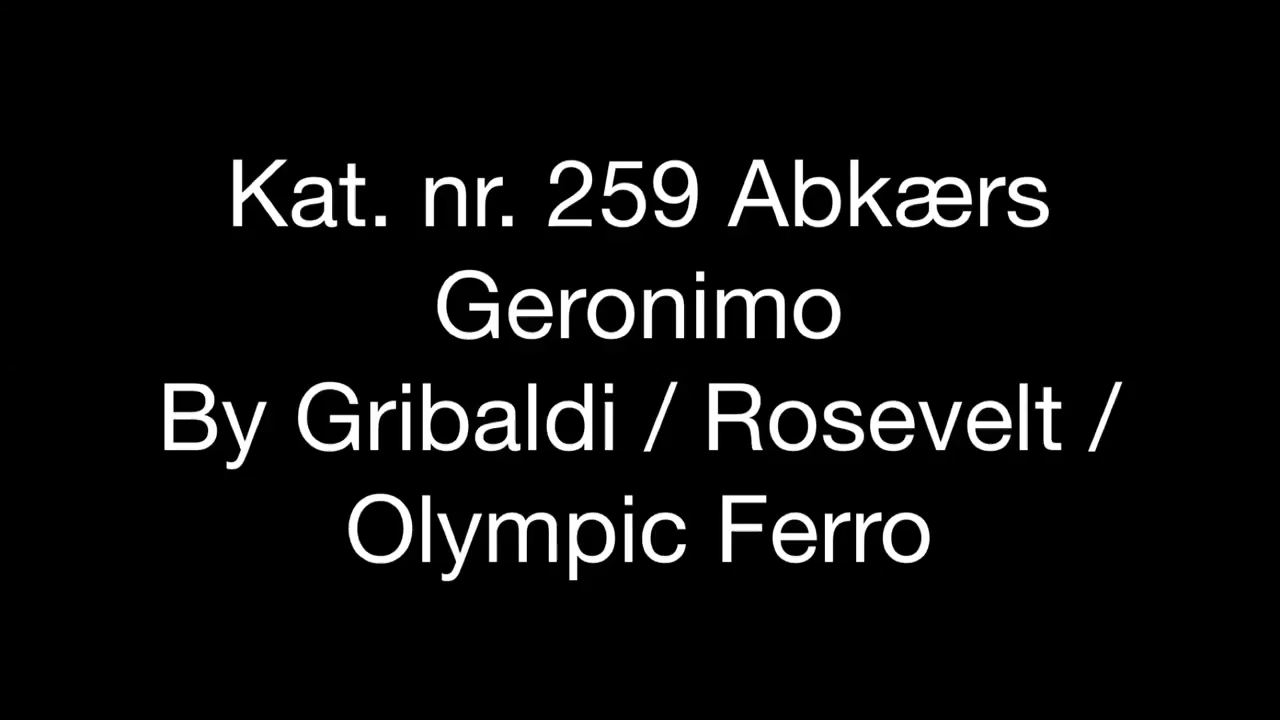 Kat. nr. 259 Abkærs
Geronimo
By Gribaldi / Rosevelt /
Olympic Ferro